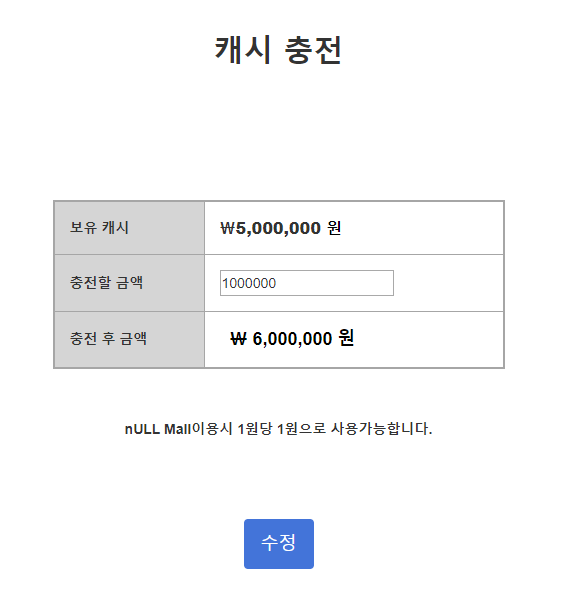 캐시 충전
보유 캐시 ₩5,000,000 원
충전할 금액 1000000
충전 후 금액 ₩ 6,000,000 원
nULL Mall이용시 1원당 1원으로 사용가능합니다.
수정